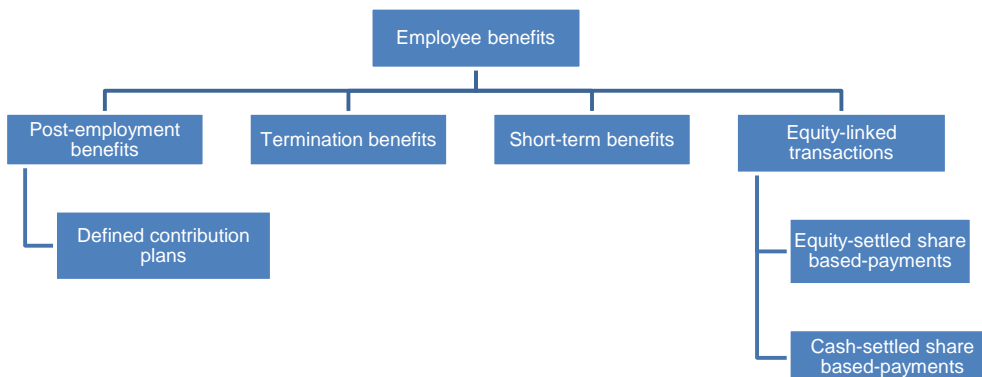 Employee benefits
Post-employment
benefits
Termination benefits
Short-term benefits
Equity-linked
transactions
Defined contribution
plans
Equity-settled share
based-payments
Cash-settled share
based-payments